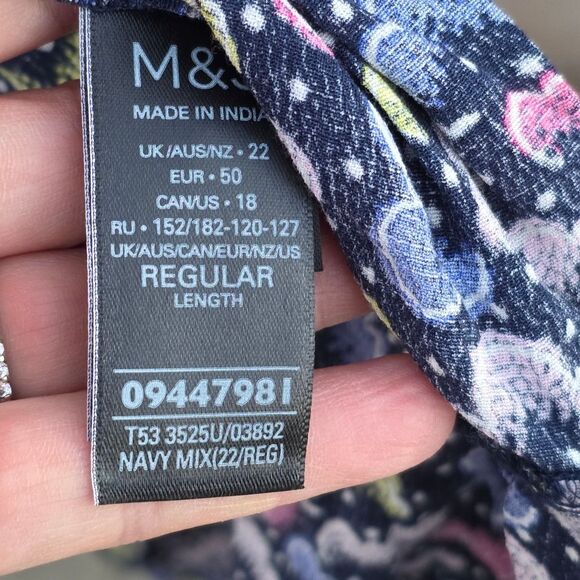 M&S
MADE IN INDIA
UK/AUS/NZ • 22
EUR • 50
CAN/US • 18
RU • 152/182-120-127
UK/AUS/CAN/EUR/NZ/US
REGULAR
LENGTH
09447981
T53 3525U/03892
NAVY MIX(22/REG)